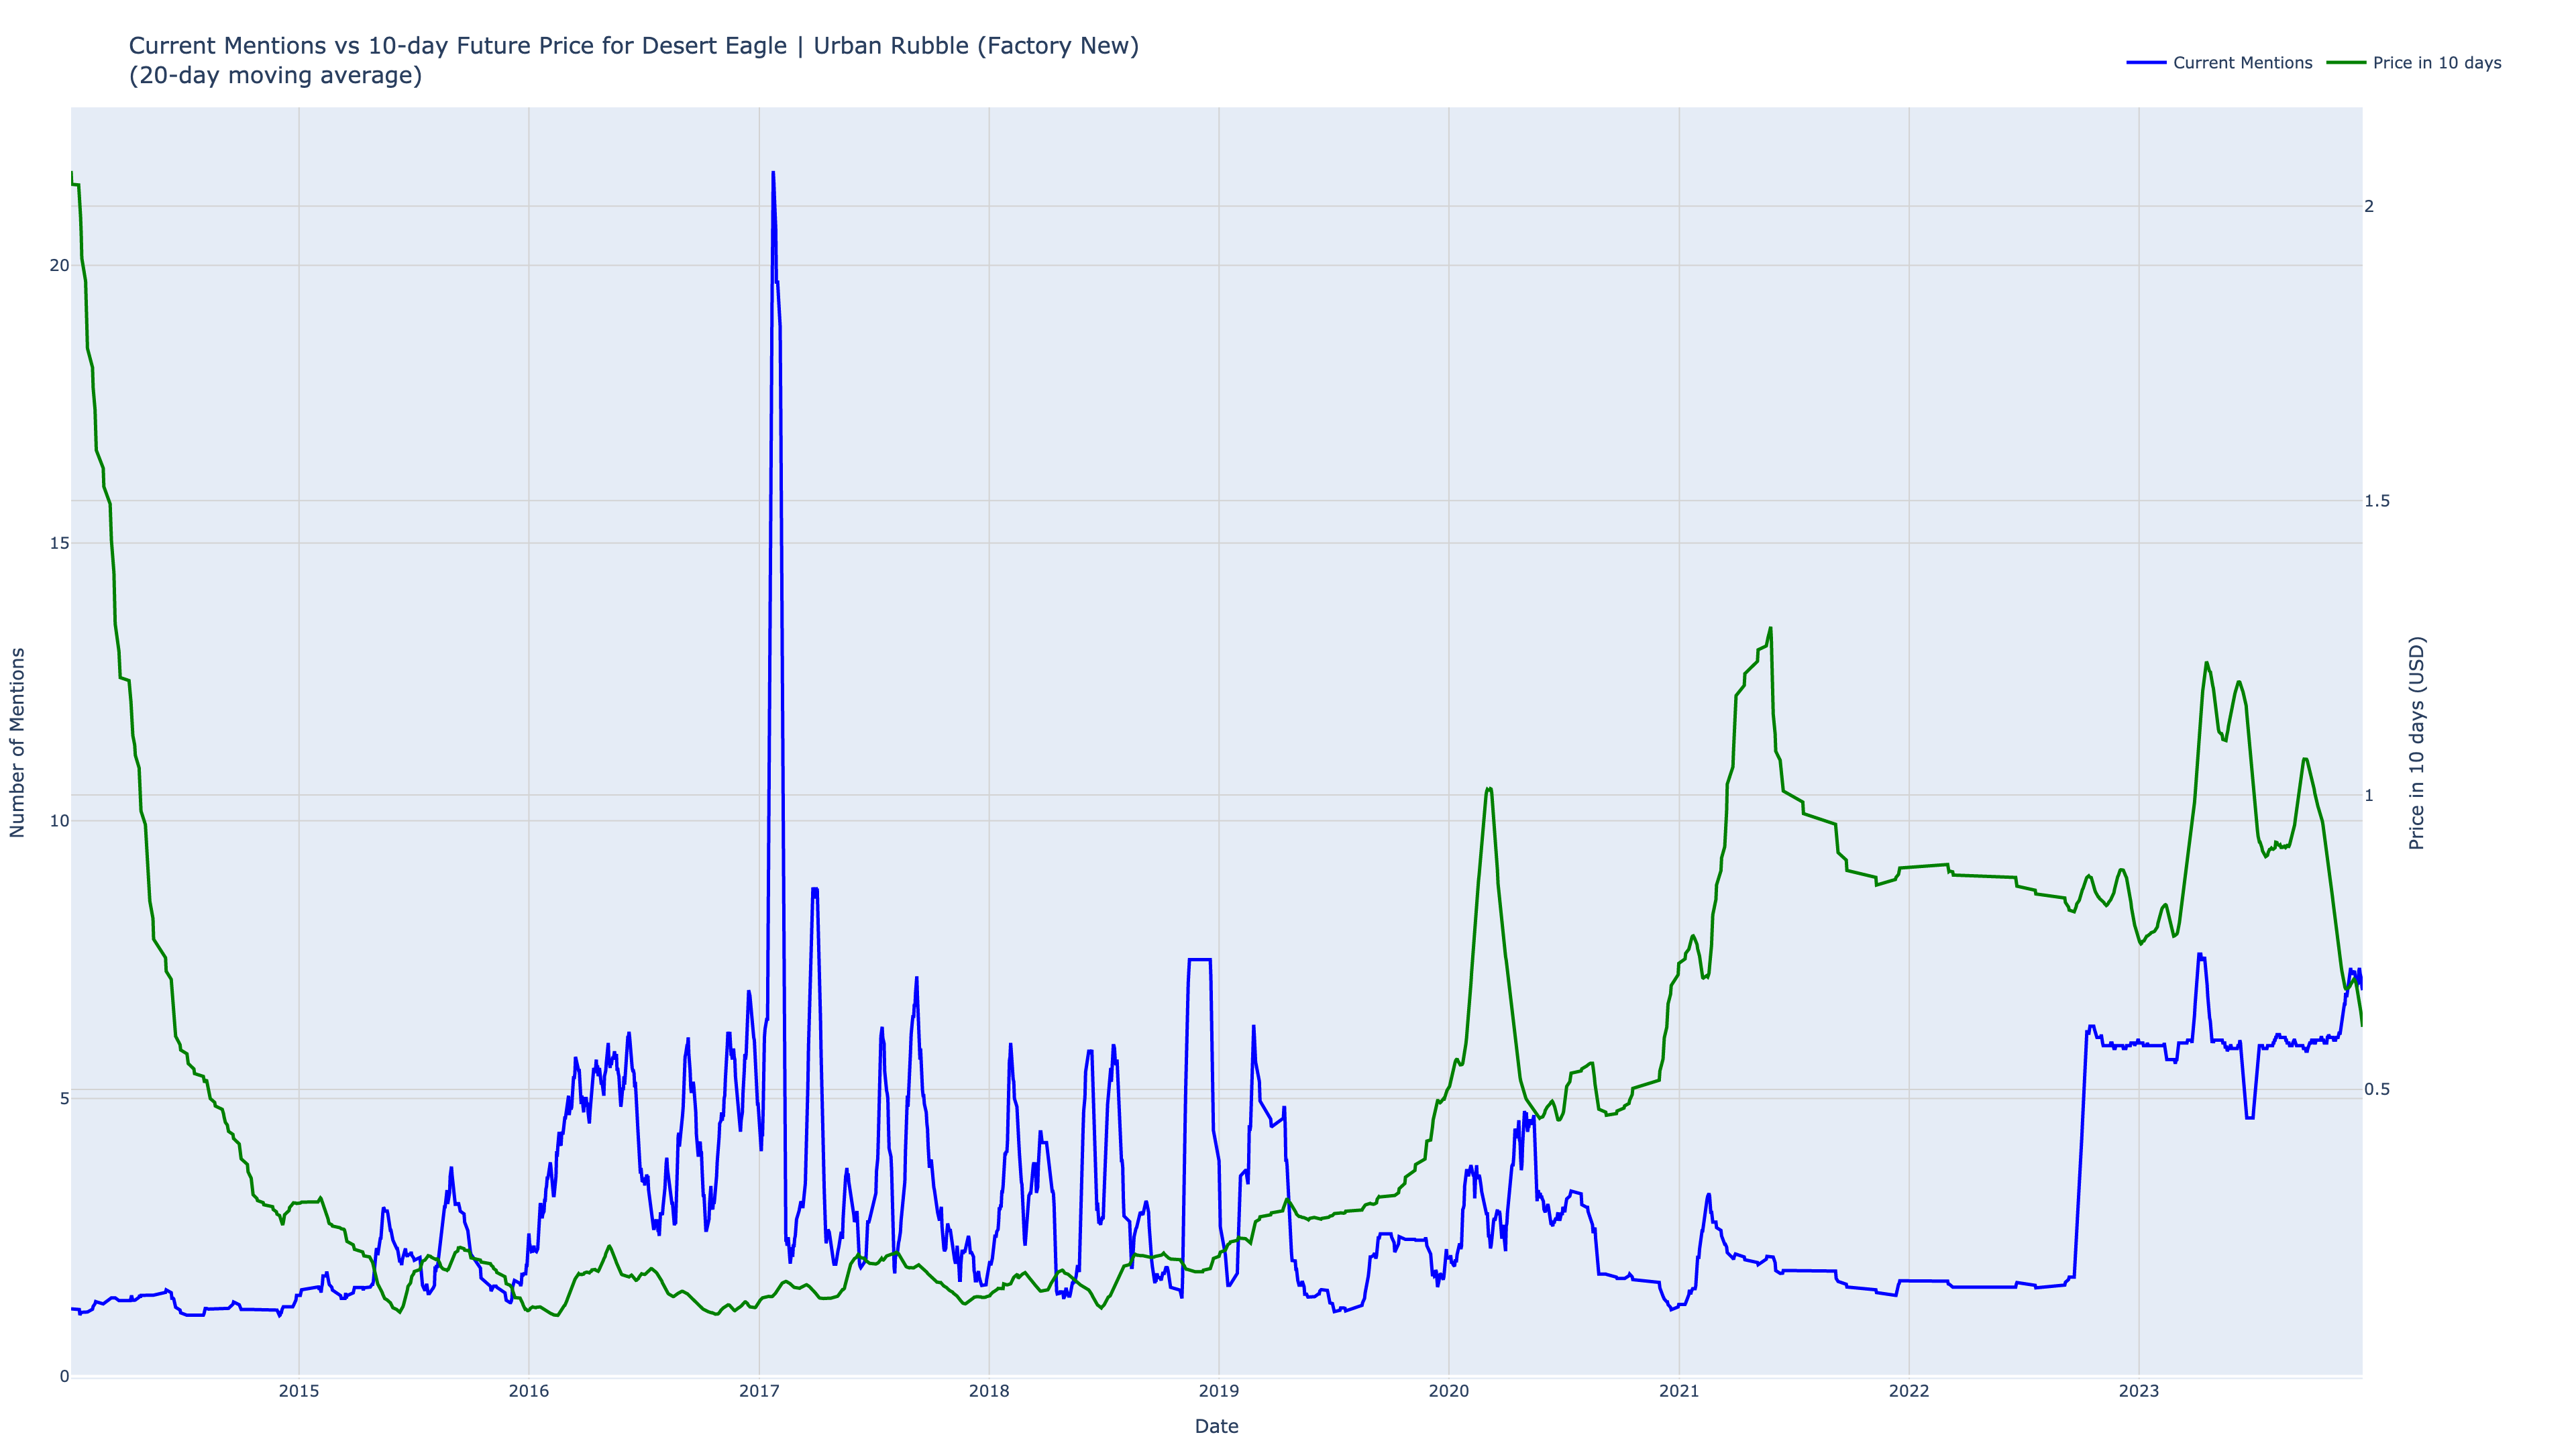 Current Mentions vs 10-day Future Price for Desert Eagle | Urban Rubble (Factory New)
(20-day moving average)
Current Mentions
Price in 10 days
Number of Mentions
20
15
10
5
0
2
1.5
1
0.5
Price in 10 days (USD)
2015
2016
2017
2018
2019
2020
2021
2022
2023
Date